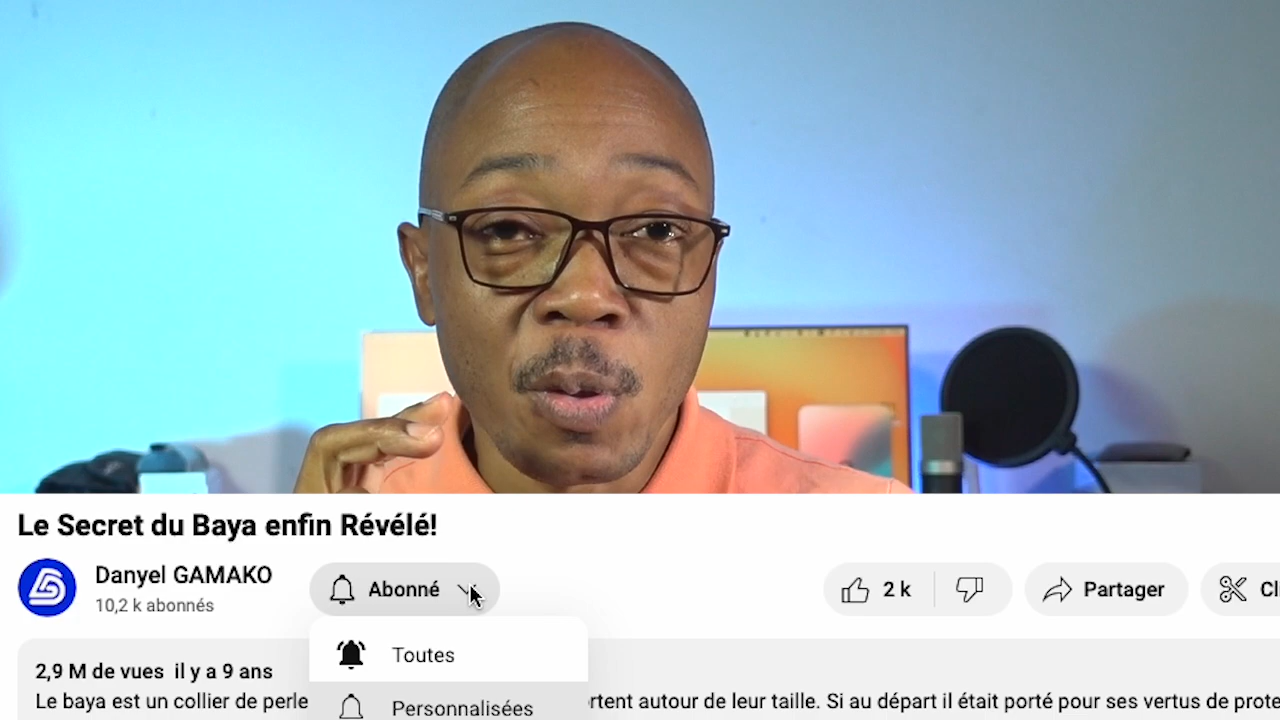 Le Secret du Baya enfin Révélé!
Danyel GAMAKO
10,2 k abonnés
Abonné
2 k
Partager
Cl
Toutes
2,9 M de vues il y a 9 ans
Le baya est un collier de perle
rtent autour de leur taille. Si au départ il était porté pour ses vertus de prote
Personnalisées